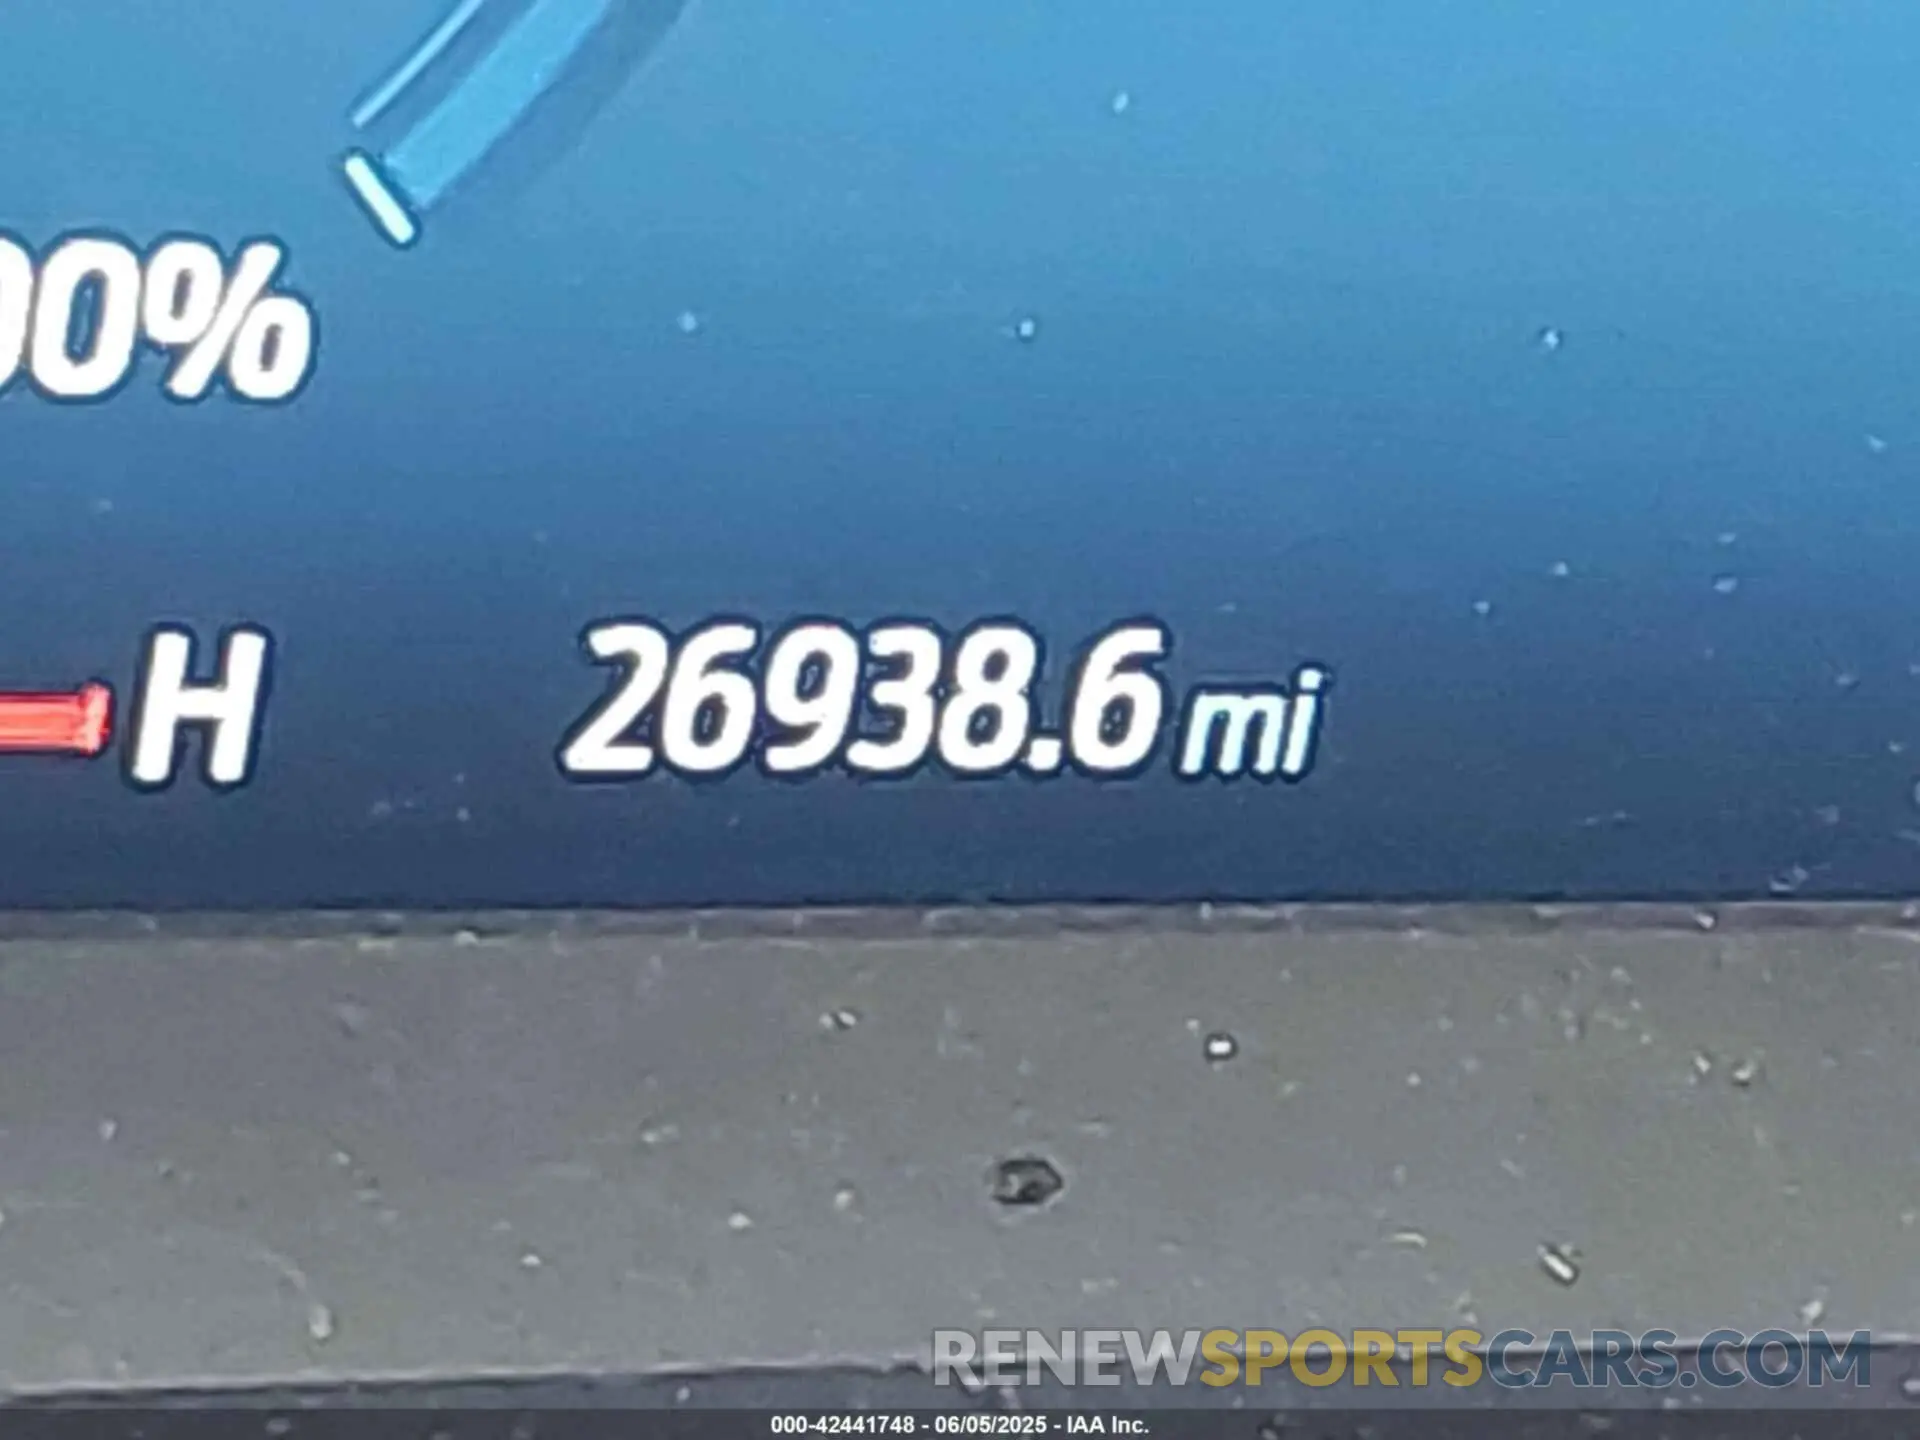 00%
H 26938.6 mi
RENEWSPORTSCARS.COM
000-42441748 - 06/05/2025 - IAA Inc.